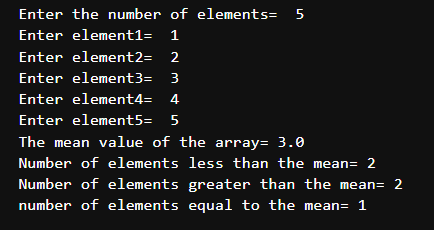 Enter the number of elements=  5
Enter element1=  1
Enter element2=  2
Enter element3=  3
Enter element4=  4
Enter element5=  5
The mean value of the array= 3.0
Number of elements less than the mean= 2
Number of elements greater than the mean= 2
number of elements equal to the mean= 1